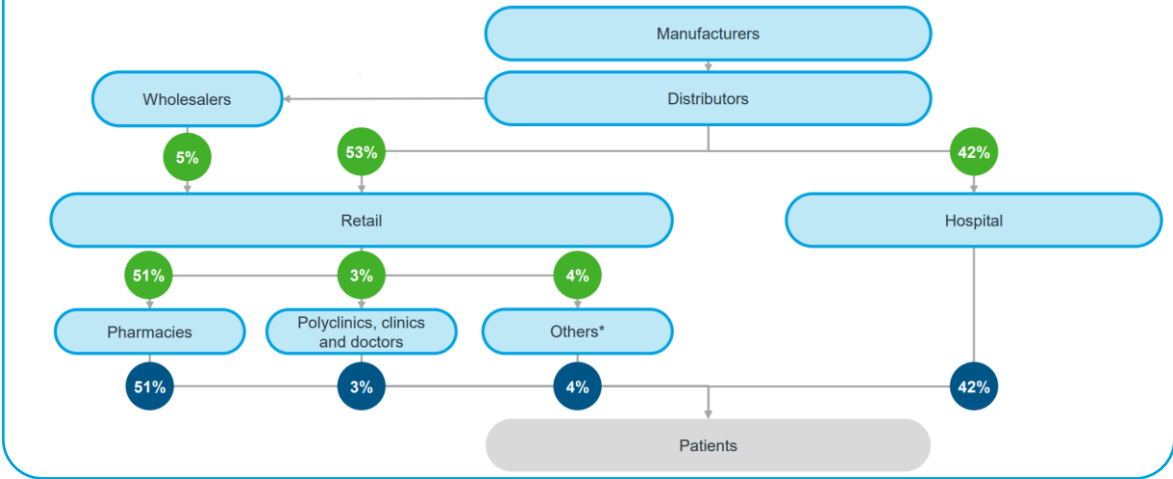 Manufacturers
Wholesalers
Distributors
5%
53%
42%
Retail
Hospital
51%
3%
4%
Pharmacies
Polyclinics, clinics
and doctors
Others*
51%
3%
4%
42%
Patients